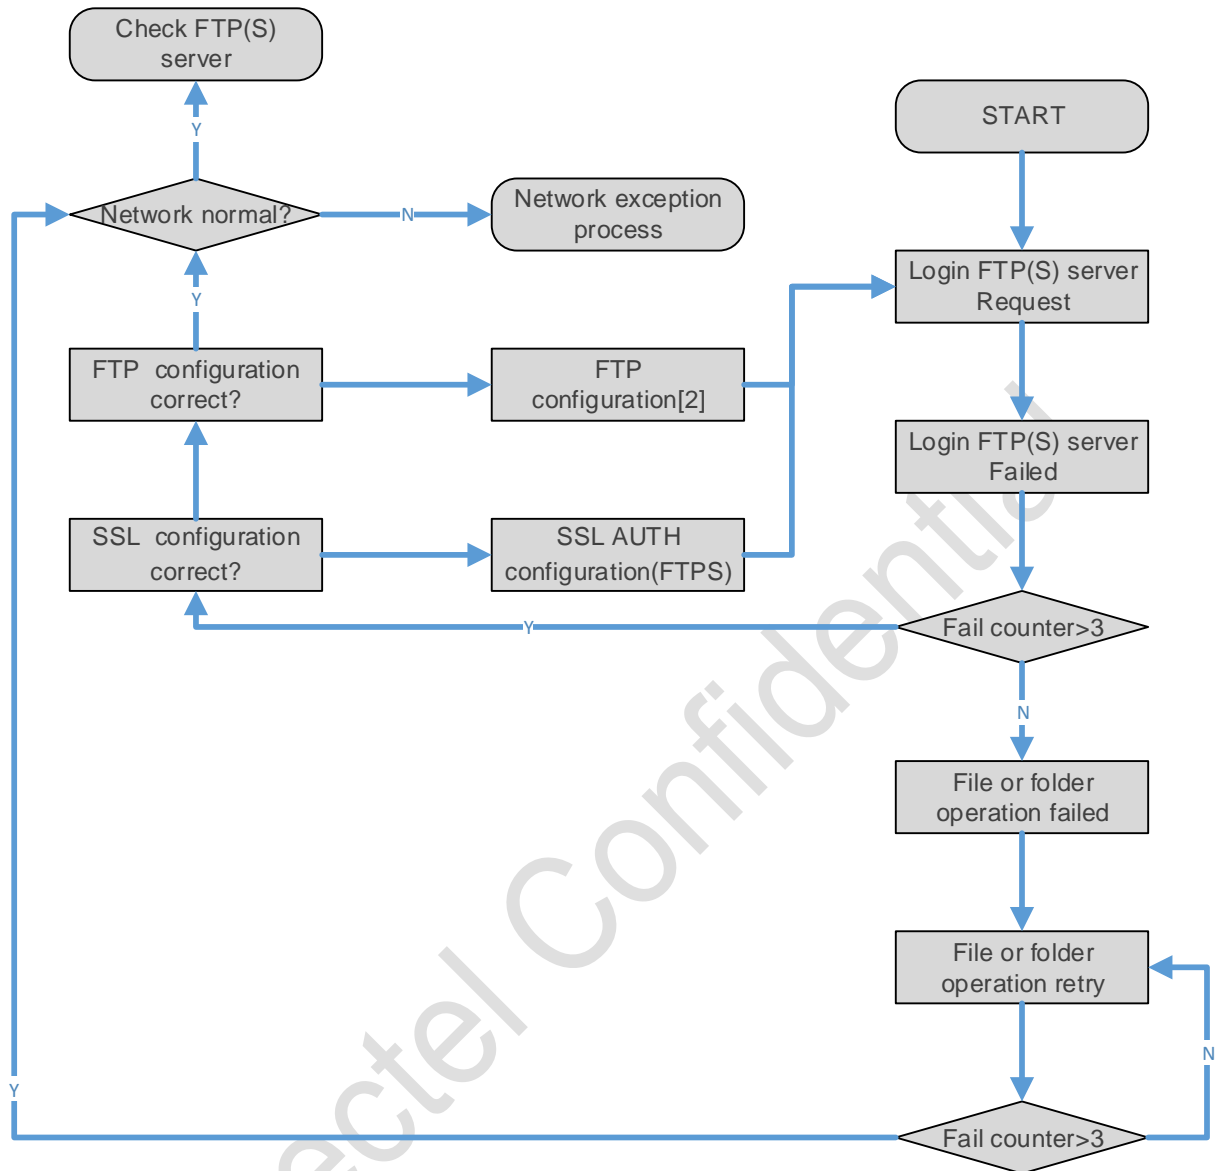 Check FTP(S)
server
START
Y
Network normal?
N
Network exception
process
Login FTP(S) server
Request
Y
FTP configuration
correct?
FTP
configuration[2]
Login FTP(S) server
Failed
SSL configuration
correct?
SSL AUTH
configuration(FTPS)
Y
Fail counter>3
N
File or folder
operation failed
File or folder
operation retry
N
Y
Fail counter>3
ectel Confidential